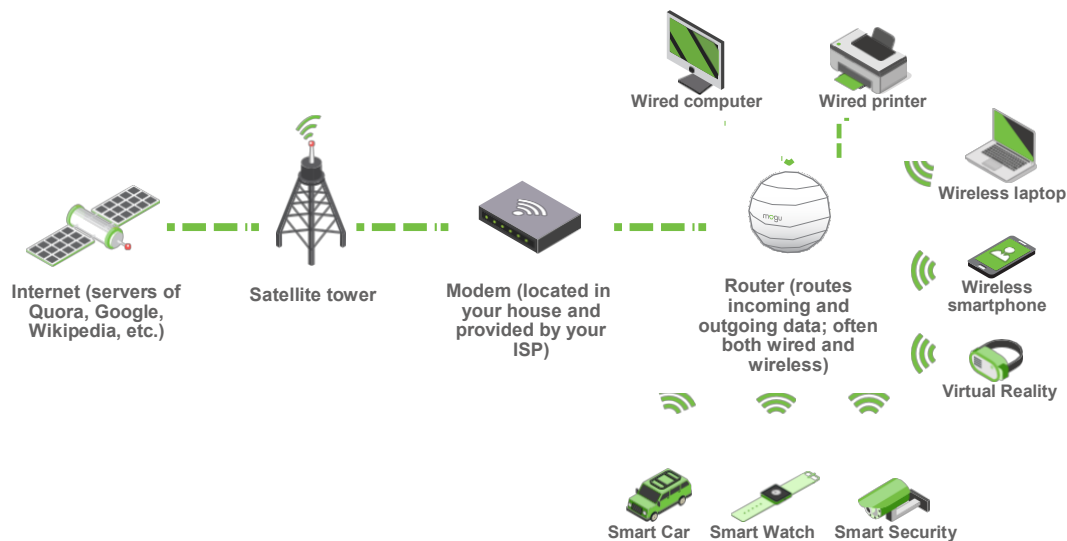 Wired computer
Wired printer
Wireless laptop
mogu
Internet (servers of
Quora, Google,
Wikipedia, etc.)
Satellite tower
Modem (located in
your house and
provided by your
ISP)
Router (routes
incoming and
outgoing data; often
both wired and
wireless)
Wireless
smartphone
Virtual Reality
Smart Car
Smart Watch
Smart Security